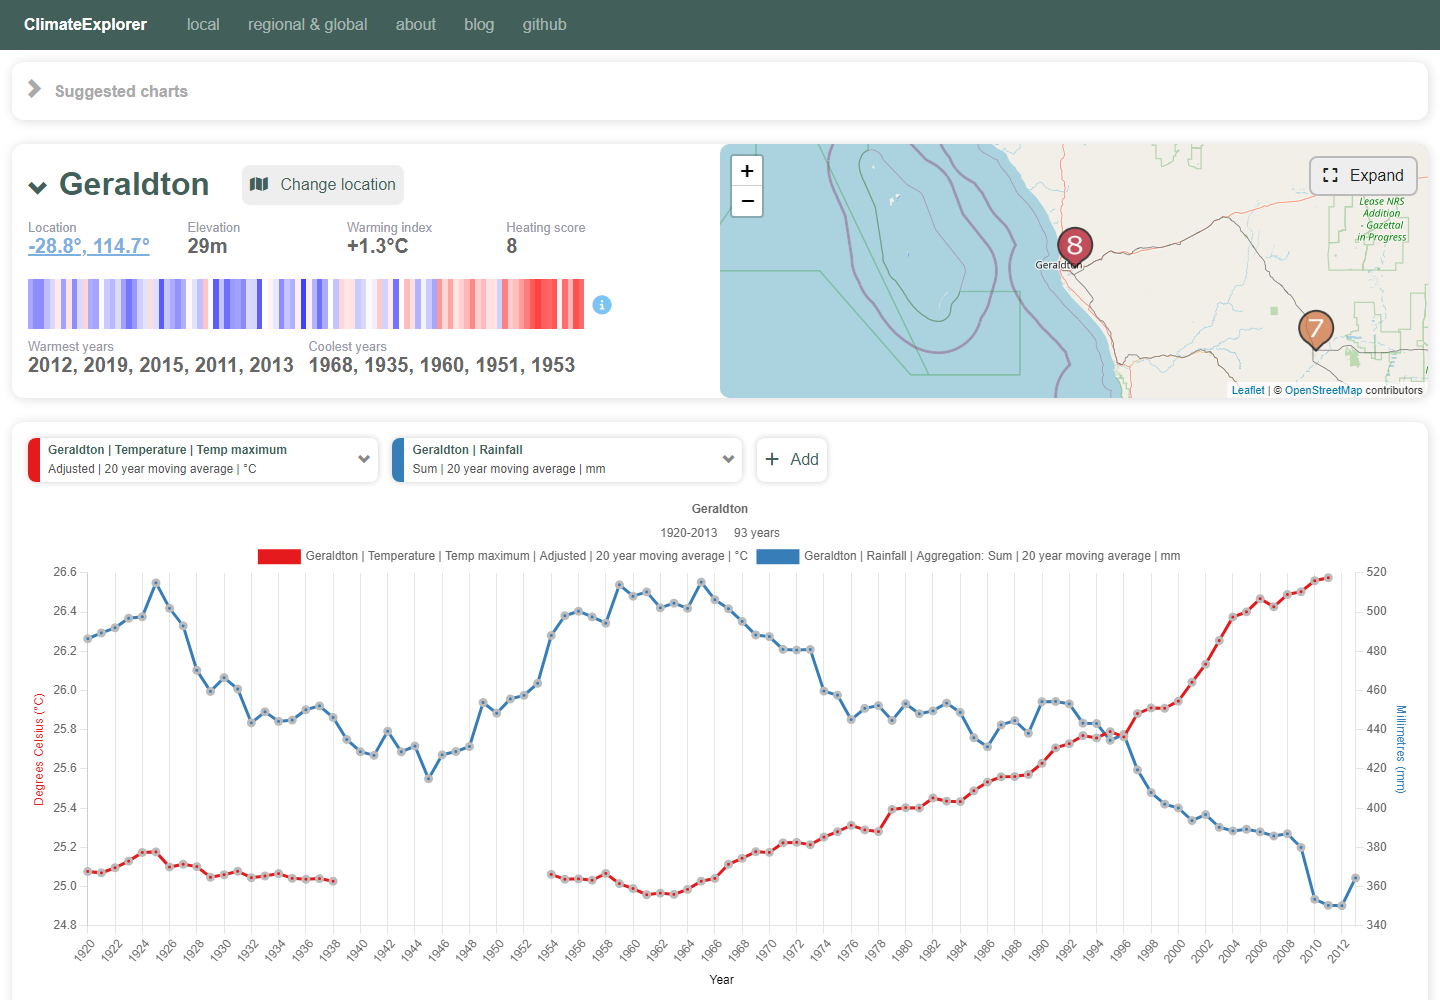 ClimateExplorer local regional & global about blog github
Suggested charts
Geraldton Change location
Location Elevation Warming index Heating score
-28.8°, 114.7° 29m +1.3°C 8
Warmest years Coolest years
2012, 2019, 2015, 2011, 2013 1968, 1935, 1960, 1951, 1953
+
−
Expand
Lease NRS
Addition
- Gazettal
in Progress
8
Geraldton
7
Leaflet | © OpenStreetMap contributors
Geraldton | Temperature | Temp maximum
Adjusted | 20 year moving average | °C
Geraldton | Rainfall
Sum | 20 year moving average | mm
+ Add
Geraldton
1920-2013 93 years
Geraldton | Temperature | Temp maximum | Adjusted | 20 year moving average | °C Geraldton | Rainfall | Aggregation: Sum | 20 year moving average | mm
26.6 520
26.4 500
26.2 480
26.0 460
25.8 440
25.6 420
25.4 400
25.2 380
25.0 360
24.8 340
Degrees Celsius (°C)
Millimetres (mm)
1920 1922 1924 1926 1928 1930 1932 1934 1936 1938 1940 1942 1944 1946 1948 1950 1952 1954 1956 1958 1960 1962 1964 1966 1968 1970 1972 1974 1976 1978 1980 1982 1984 1986 1988 1990 1992 1994 1996 1998 2000 2002 2004 2006 2008 2010 2012
Year